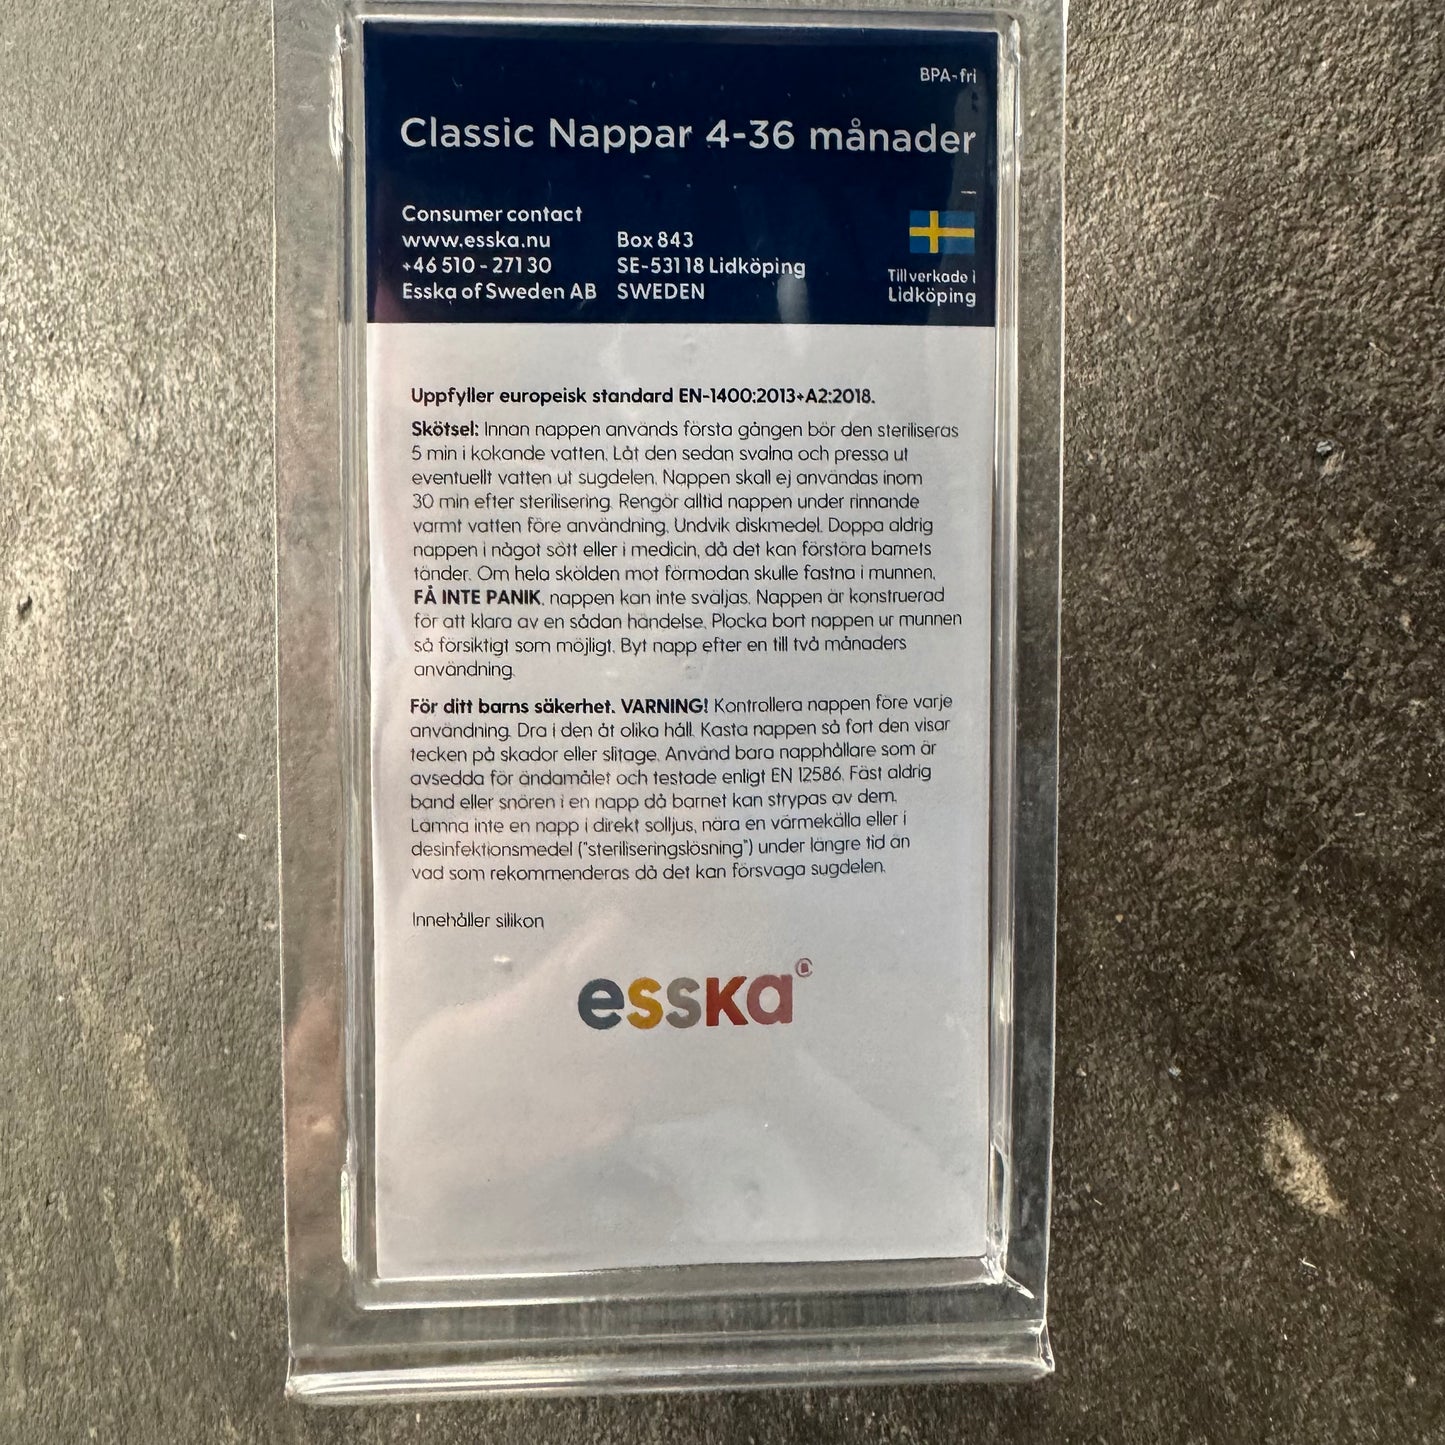 BPA-fri
Classic Nappar 4-36 månader
Consumer contact
www.esska.nu
+46 510 - 271 30
Esska of Sweden AB
Box 843
SE-531 18 Lidköping
SWEDEN
Tillverkade i
Lidköping
Uppfyller europeisk standard EN-1400:2013+A2:2018.
Skötsel: Innan nappen används första gången bör den steriliseras
5 min i kokande vatten. Låt den sedan svalna och pressa ut
eventuellt vatten ut sugdelen. Nappen skall ej användas inom
30 min efter sterilisering. Rengör alltid nappen under rinnande
varmt vatten före användning. Undvik diskmedel. Doppa aldrig
nappen i något sött eller i medicin, då det kan förstöra barnets
tänder. Om hela skölden mot förmodan skulle fastna i munnen,
FÅ INTE PANIK, nappen kan inte sväljas. Nappen är konstruerad
för att klara av en sådan händelse. Plocka bort nappen ur munnen
så försiktigt som möjligt. Byt napp efter en till två månaders
användning.
För ditt barns säkerhet. VARNING! Kontrollera nappen före varje
användning. Dra i den åt olika håll. Kasta nappen så fort den visar
tecken på skador eller slitage. Använd bara napphållare som är
avsedda för ändamålet och testade enligt EN 12586. Fäst aldrig
band eller snören i en napp då barnet kan strypas av dem.
Lämna inte en napp i direkt solljus, nära en värmekälla eller i
desinfektionsmedel ("steriliseringslösning") under längre tid än
vad som rekommenderas då det kan försvaga sugdelen.
Innehåller silikon
esska